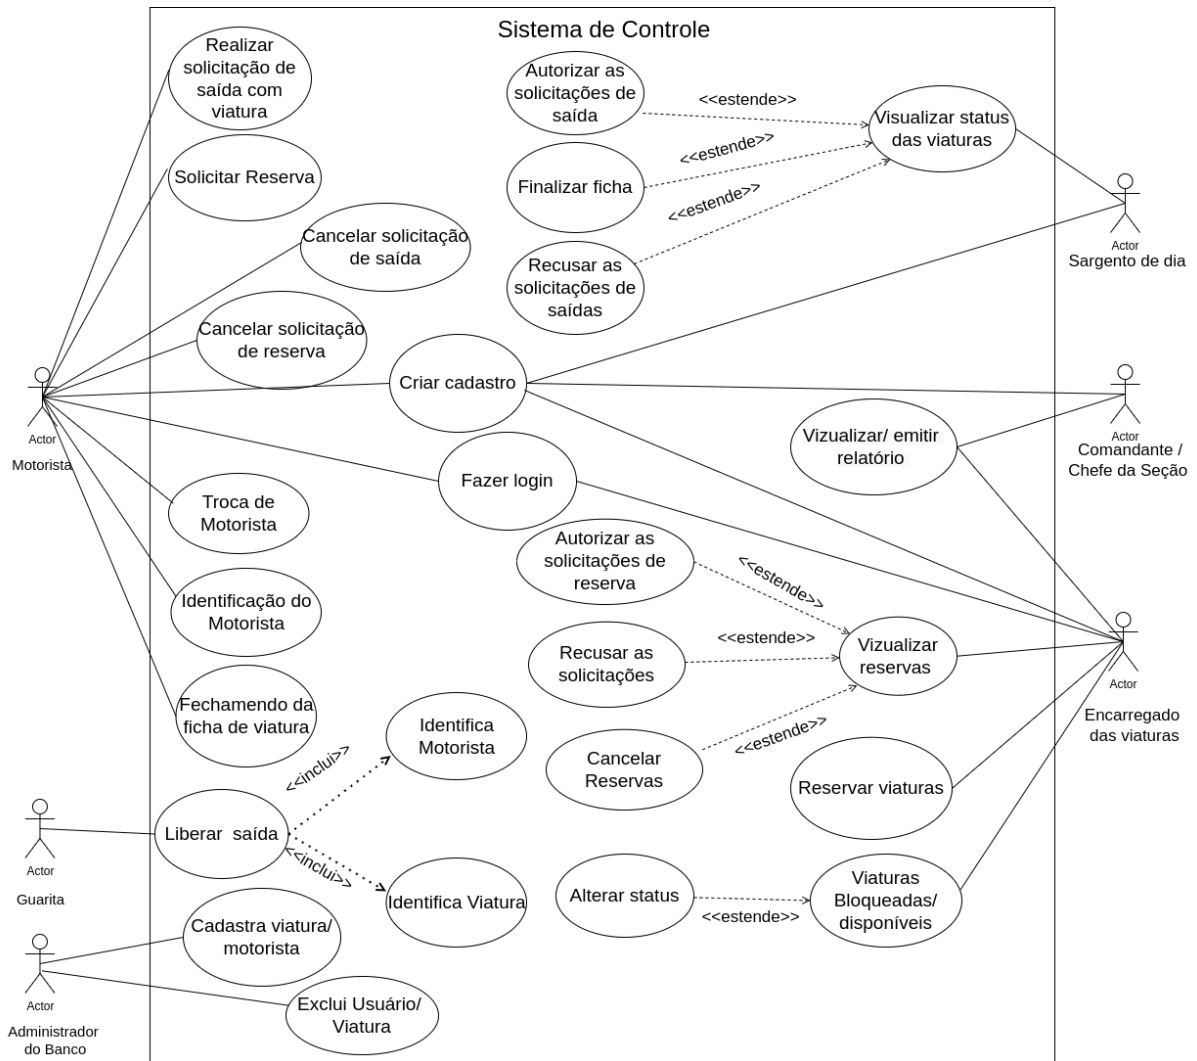 Sistema de Controle
Realizar
solicitação de
saída com
viatura
Solicitar Reserva
Cancelar solicitação
de saída
Cancelar solicitação
de reserva
Criar cadastro
Fazer login
Troca de
Motorista
Identificação do
Motorista
Fechamendo da
ficha de viatura
Autorizar as
solicitações de
saída
<<estende>>
Visualizar status
das viaturas
Finalizar ficha
<<estende>>
Recusar as
solicitações de
saídas
<<estende>>
Actor
Sargento de dia
Actor
Comandante /
Chefe da Seção
Vizualizar/ emitir
relatório
Actor
Motorista
Autorizar as
solicitações de
reserva
<<estende>>
Recusar as
solicitações
<<estende>>
Vizualizar
reservas
Cancelar
Reservas
<<estende>>
Actor
Encarregado
das viaturas
Reservar viaturas
Identifica
Motorista
<<inclui>>
Liberar saída
<<inclui>>
Identifica Viatura
Actor
Guarita
Alterar status
<<estende>>
Viaturas
Bloqueadas/
disponíveis
Cadastra viatura/
motorista
Exclui Usuário/
Viatura
Actor
Administrador
do Banco